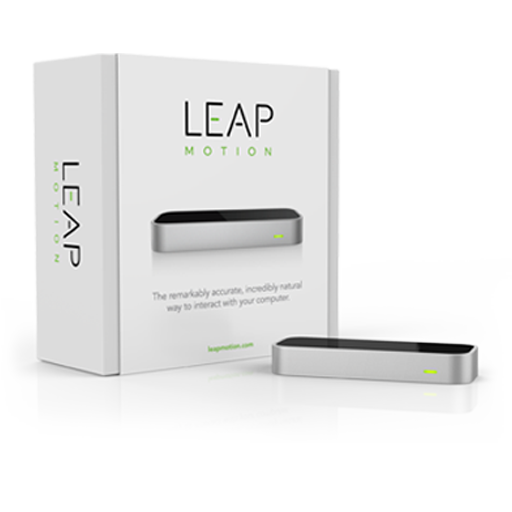 LEAP
MOTION
LEAP
MOTION
The remarkably accurate, incredibly natural
way to interact with your computer.
leapmotion.com